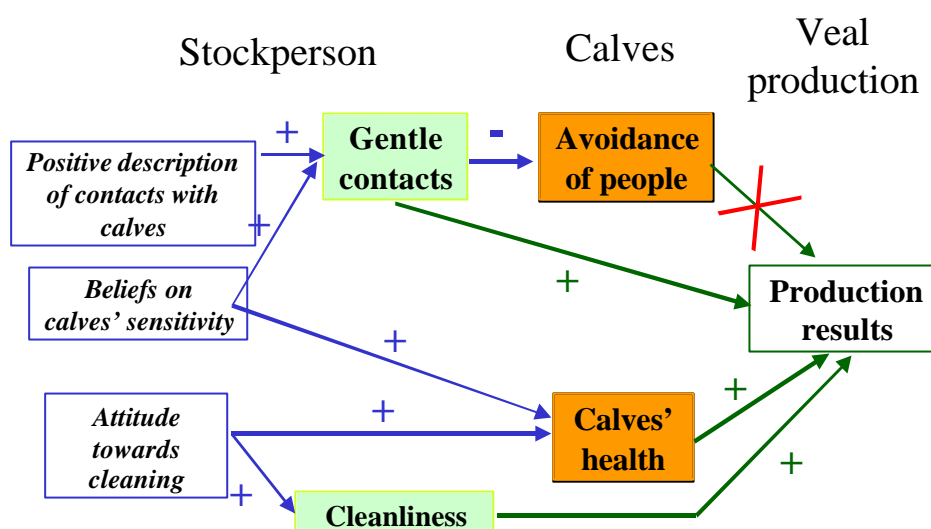 Stockperson
Calves
Veal
production
+
Gentle
contacts
-
Avoidance
of people
Positive description
of contacts with
calves
+
+
Beliefs on
calves’ sensitivity
Production
results
+
+
+
Attitude
towards
cleaning
Calves’
health
+
+
Cleanliness